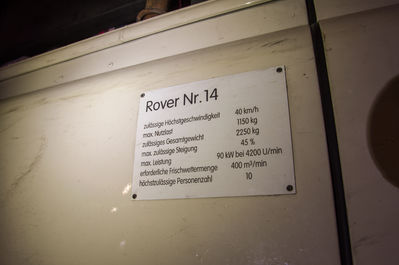 Rover Nr. 14
zulässige Höchstgeschwindigkeit 40 km/h
max. Nutzlast 1150 kg
zulässiges Gesamtgewicht 2250 kg
max. zulässige Steigung 45 %
max. Leistung 90 kW bei 4200 U/min
erforderliche Frischwettermenge 400 m³/min
höchstzulässige Personenzahl 10